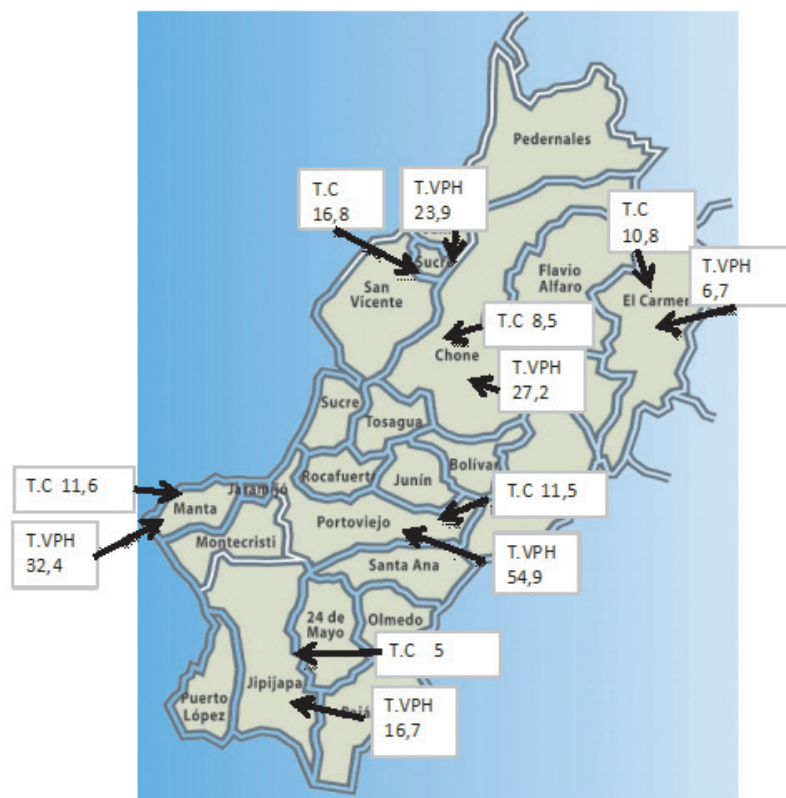 Pedernales
T.C
16,8
T.VPH
23,9
T.C
10,8
Sucre
San
Vicente
Flavio
Alfaro
T.VPH
6,7
El Carmen
T.C 8,5
Chone
T.VPH
27,2
Sucre
Tosagua
Bolívar
T.C 11,6
Jaramijó
Rocafuerte
Junín
T.C 11,5
Manta
Portoviejo
T.VPH
32,4
Montecristi
T.VPH
54,9
Santa Ana
24 de
Mayo
Olmedo
T.C 5
Jipijapa
Puerto
López
T.VPH
16,7